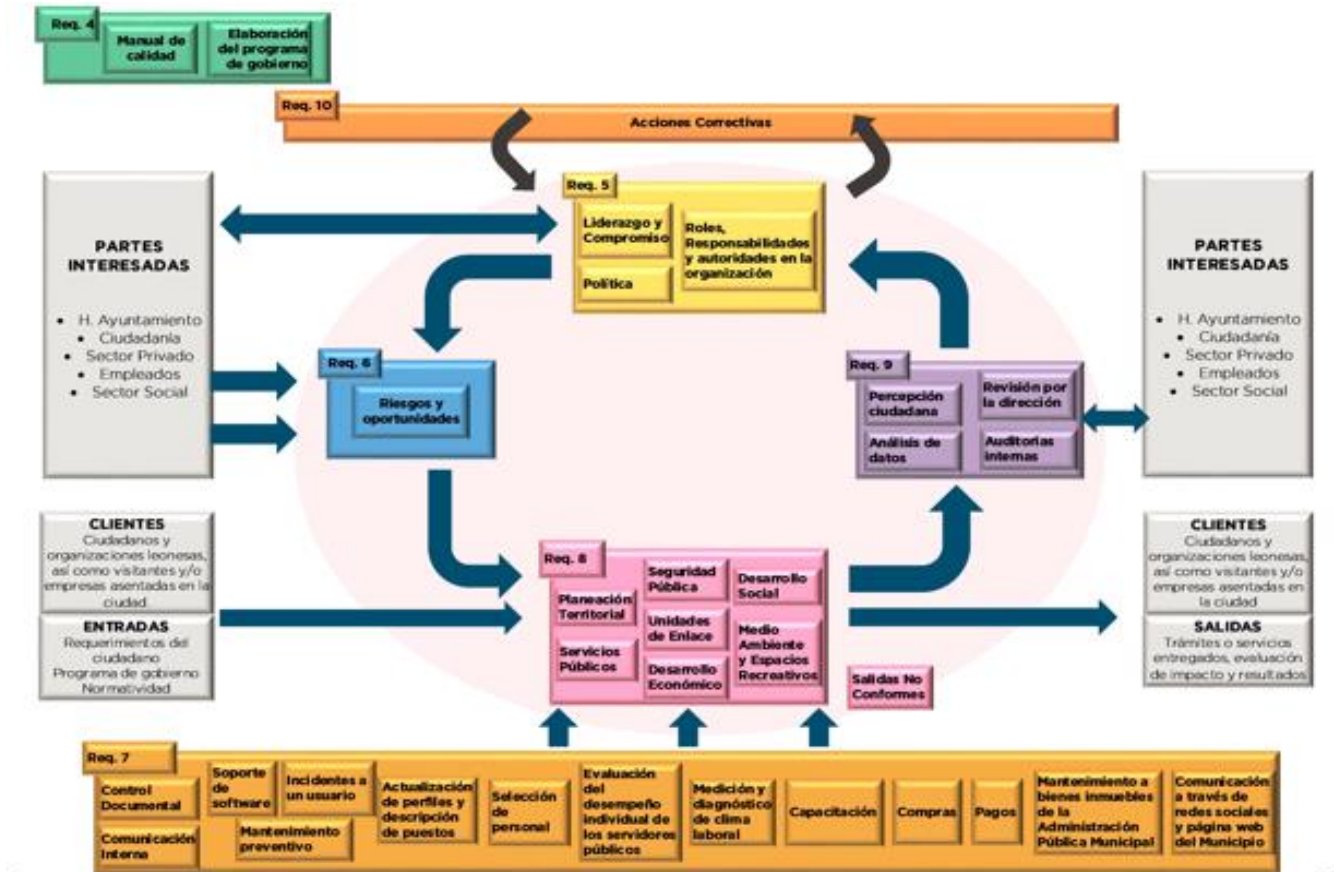 Req. 4
Manual de
calidad
Elaboración
del programa
de gobierno
Req. 10
Acciones Correctivas
PARTES
INTERESADAS
• H. Ayuntamiento
• Ciudadanía
• Sector Privado
• Empleados
• Sector Social
Req. 5
Liderazgo y
Compromiso
Política
Roles,
Responsabilidades
y autoridades en la
organización
PARTES
INTERESADAS
• H. Ayuntamiento
• Ciudadanía
• Sector Privado
• Empleados
• Sector Social
Req. 6
Riesgos y
oportunidades
Req. 9
Percepción
ciudadana
Revisión por
la dirección
Análisis de
datos
Auditorías
internas
CLIENTES
Ciudadanos y
organizaciones leonesas,
así como visitantes y/o
empresas asentadas en la
ciudad
ENTRADAS
Requerimientos del
ciudadano
Programa de gobierno
Normatividad
Req. 8
Planeación
Territorial
Servicios
Públicos
Seguridad
Pública
Unidades
de Enlace
Desarrollo
Económico
Desarrollo
Social
Medio
Ambiente
y Espacios
Recreativos
Salidas No
Conformes
CLIENTES
Ciudadanos y
organizaciones leonesas,
así como visitantes y/o
empresas asentadas en
la ciudad
SALIDAS
Trámites o servicios
entregados, evaluación
de impacto y resultados
Req. 7
Control
Documental
Comunicación
Interna
Soporte
de
software
Incidentes a
un usuario
Mantenimiento
preventivo
Actualización
de perfiles y
descripción
de puestos
Selección
de
personal
Evaluación
del
desempeño
individual de
los servidores
públicos
Medición y
diagnóstico
de clima
laboral
Capacitación
Compras
Pagos
Mantenimiento a
bienes inmuebles
de la
Administración
Pública Municipal
Comunicación
a través de
redes sociales
y página web
del Municipio